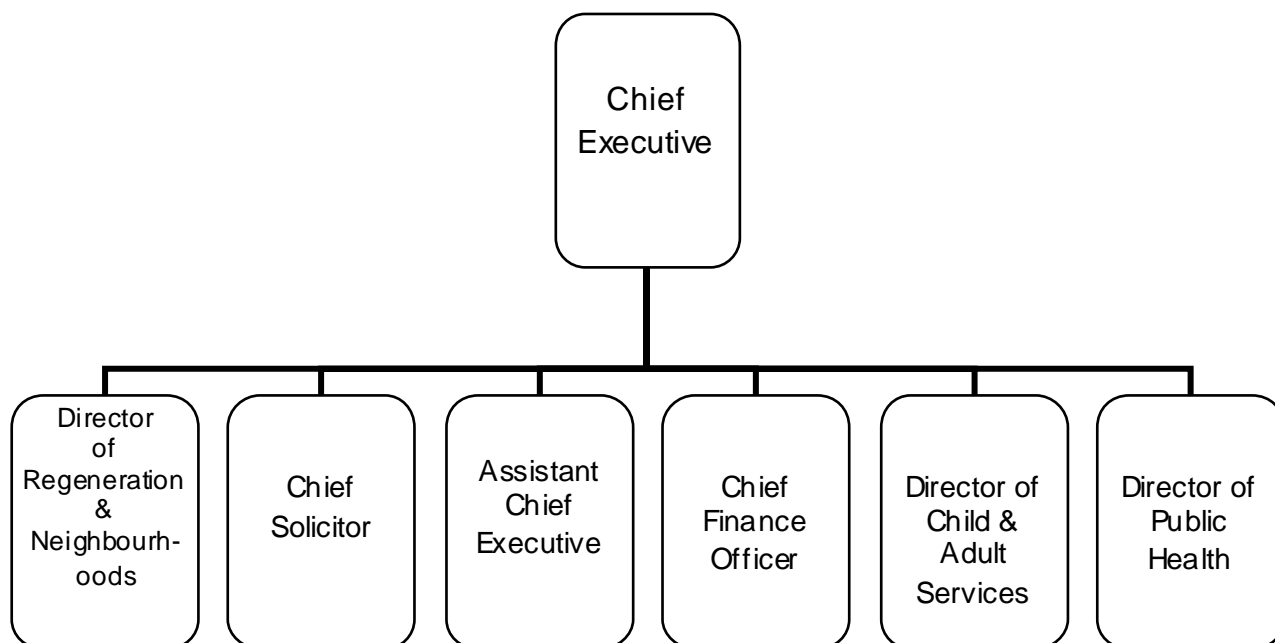 Chief
Executive
Director
of
Regeneration
&
Neighbourh-
oods
Chief
Solicitor
Assistant
Chief
Executive
Chief
Finance
Officer
Director of
Child &
Adult
Services
Director of
Public
Health